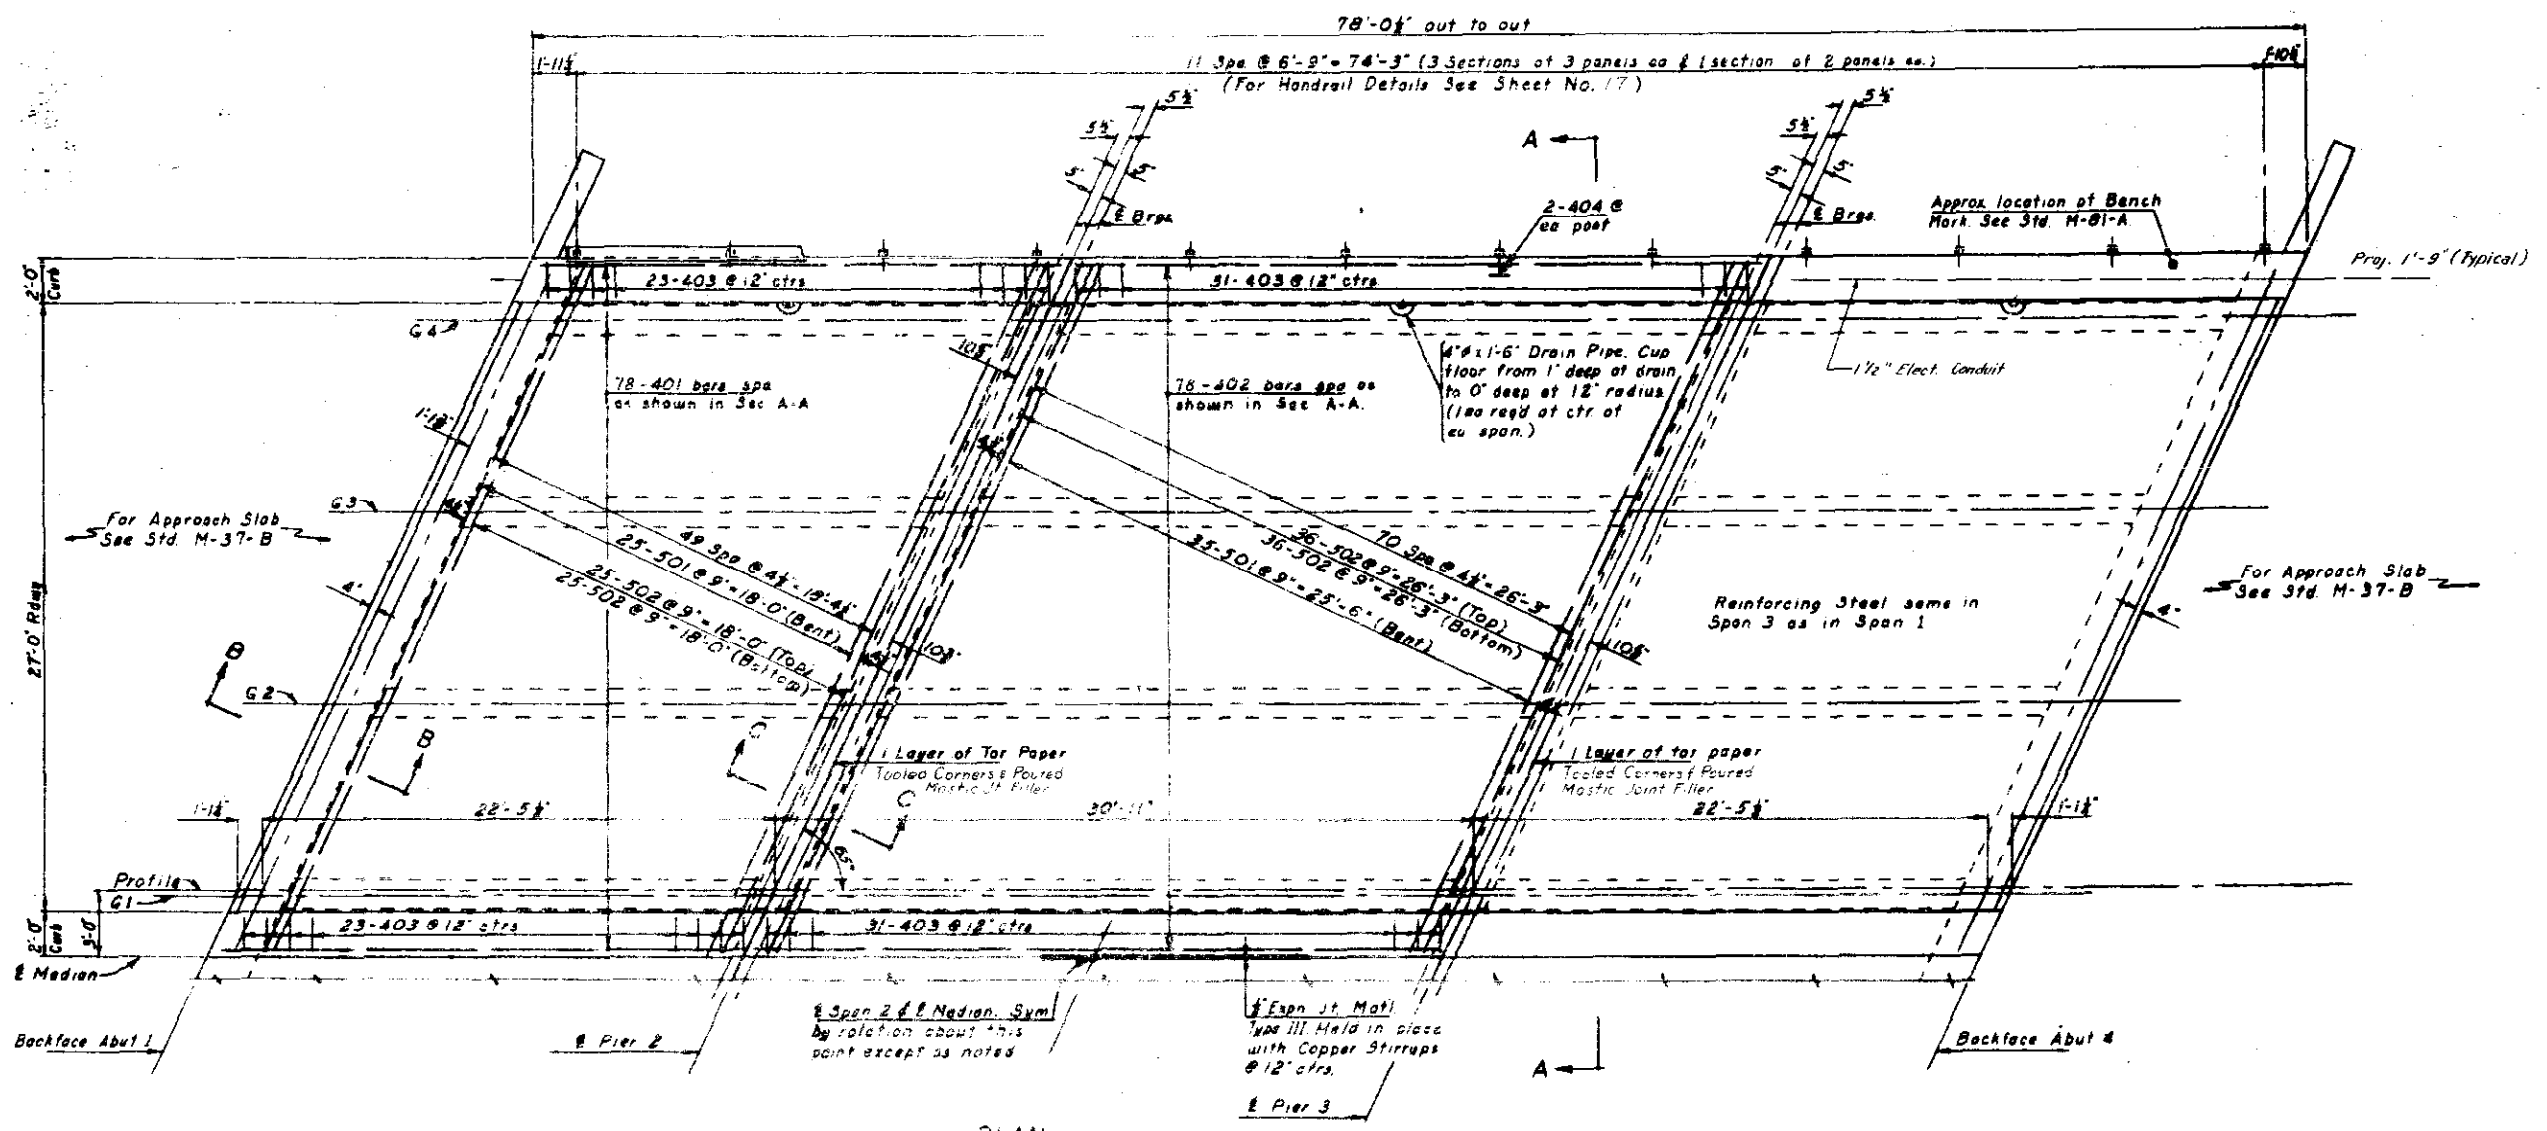 78'-0½" out to out
1'-11½"
11 Spa @ 6'-9" = 74'-3" (3 Sections of 3 panels ea & 1 section of 2 panels ea.)
1'-10½"
(For Handrail Details See Sheet No. 17)
5½"
5½"
5"
5"
℄ Brgs.
A
5½"
5½"
5"
5"
℄ Brgs.
2-404 @
ea post
Approx. location of Bench
Mark. See Std. M-81-A
Proj. 1'-9" (Typical)
2'-0"
Curb
23-403 @ 12" ctrs
31-403 @ 12" ctrs
G4
78-401 bars spa
as shown in Sec A-A
78-402 bars spa as
shown in Sec A-A.
4"ø x 1'-6" Drain Pipe. Cup
floor from 1" deep at drain
to 0" deep at 12" radius
(1 ea req'd at ctr. of
ea span.)
1½" Elect. Conduit
G3
For Approach Slab
See Std. M-37-B
49 Spa @ 4½" = 18'-4½"
25-501 @ 9" = 18'-0" (Bent)
25-502 @ 9" = 18'-0" (Top)
25-502 @ 9" = 18'-0" (Bottom)
70 Spa @ 4½" = 26'-3"
36-502 @ 9" = 26'-3" (Top)
36-502 @ 9" = 26'-3" (Bottom)
35-501 @ 9" = 25'-6" (Bent)
Reinforcing Steel same in
Span 3 as in Span 1
For Approach Slab
See Std. M-37-B
4"
4"
27'-0" Rdwy
B
B
G2
C
C
1 Layer of Tar Paper
Tooled Corners & Poured
Mastic Jt. Filler
1 Layer of tar paper
Tooled Corners & Poured
Mastic Joint Filler
22'-5½"
30'-11"
22'-5½"
65°
Profile
G1
2'-0"
Curb
3'-0"
23-403 @ 12" ctrs
31-403 @ 12" ctrs
℄ Median
℄ Span 2 & ℄ Median. Sym
by rotation about this
point except as noted
½" Expn Jt. Matl.
Type III. Held in place
with Copper Stirrups
@ 12" ctrs.
Backface Abut 1
℄ Pier 2
A
Backface Abut 4
℄ Pier 3